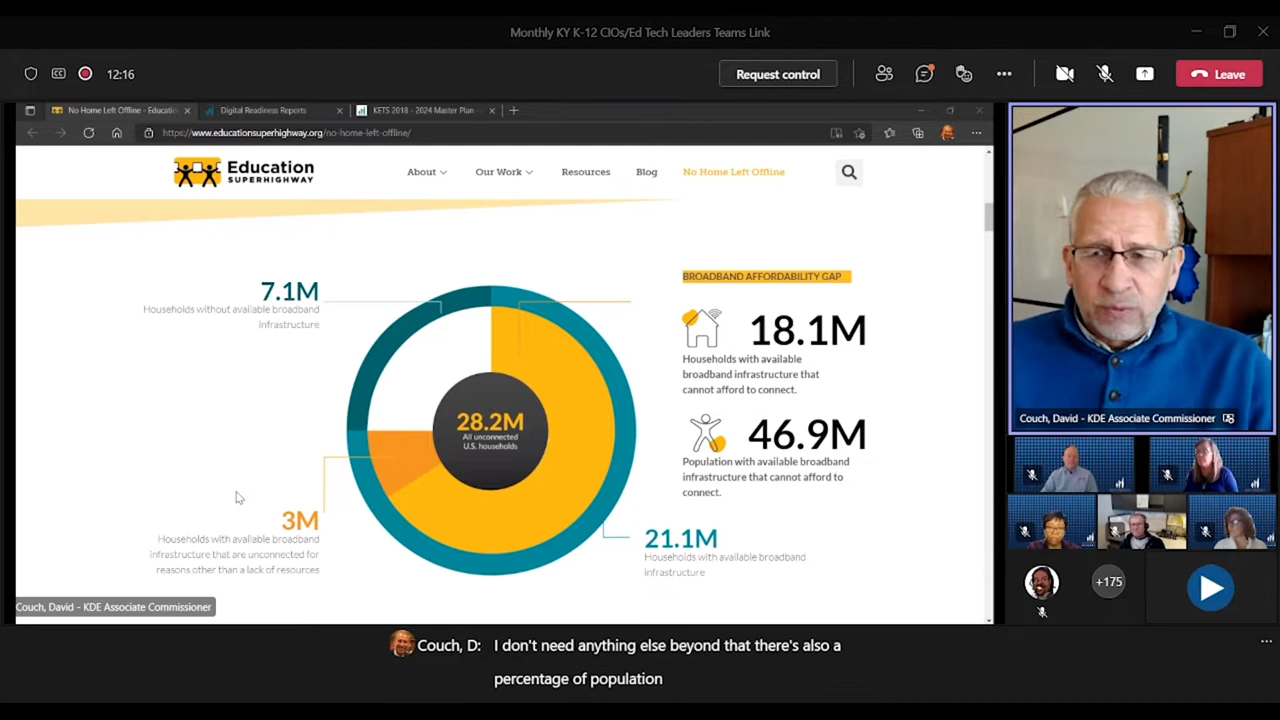 Monthly KY K-12 CIOs/Ed Tech Leaders Teams Link
12:16
Request control
Leave
No Home Left Offline - Educatio
Digital Readiness Reports
KETS 2018 - 2024 Master Plan -
https://www.educationsuperhighway.org/no-home-left-offline/
Education
SUPERHIGHWAY
About
Our Work
Resources
Blog
No Home Left Offline
7.1M
Households without available broadband
infrastructure
28.2M
All unconnected
U.S. households
3M
Households with available broadband
infrastructure that are unconnected for
reasons other than a lack of resources
21.1M
Households with available broadband
infrastructure
BROADBAND AFFORDABILITY GAP
18.1M
Households with available
broadband infrastructure that
cannot afford to connect.
46.9M
Population with available broadband
infrastructure that cannot afford to
connect.
Couch, David - KDE Associate Commissioner
Couch, David - KDE Associate Commissioner
+175
Couch, D: I don't need anything else beyond that there's also a
percentage of population